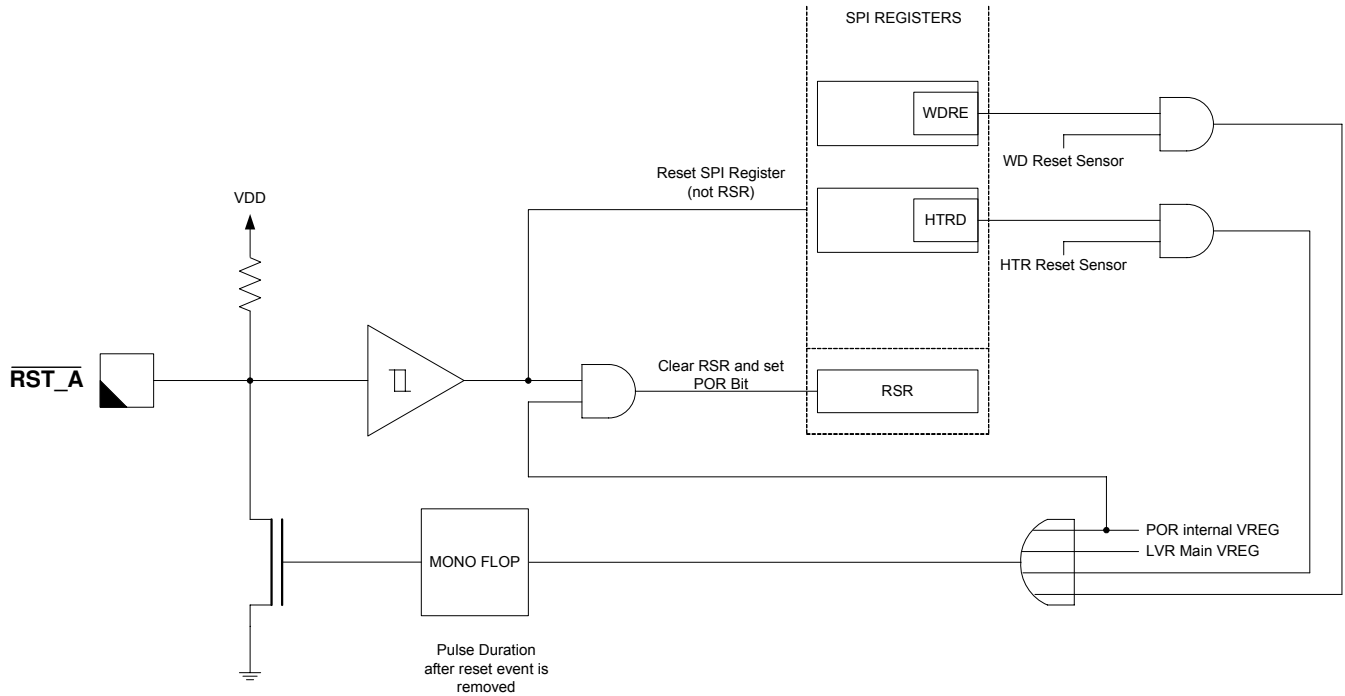 SPI REGISTERS
WDRE
WD Reset Sensor
Reset SPI Register
(not RSR)
VDD
HTRD
HTR Reset Sensor
RST_A
Clear RSR and set
POR Bit
RSR
POR internal VREG
LVR Main VREG
MONO FLOP
Pulse Duration
after reset event is
removed